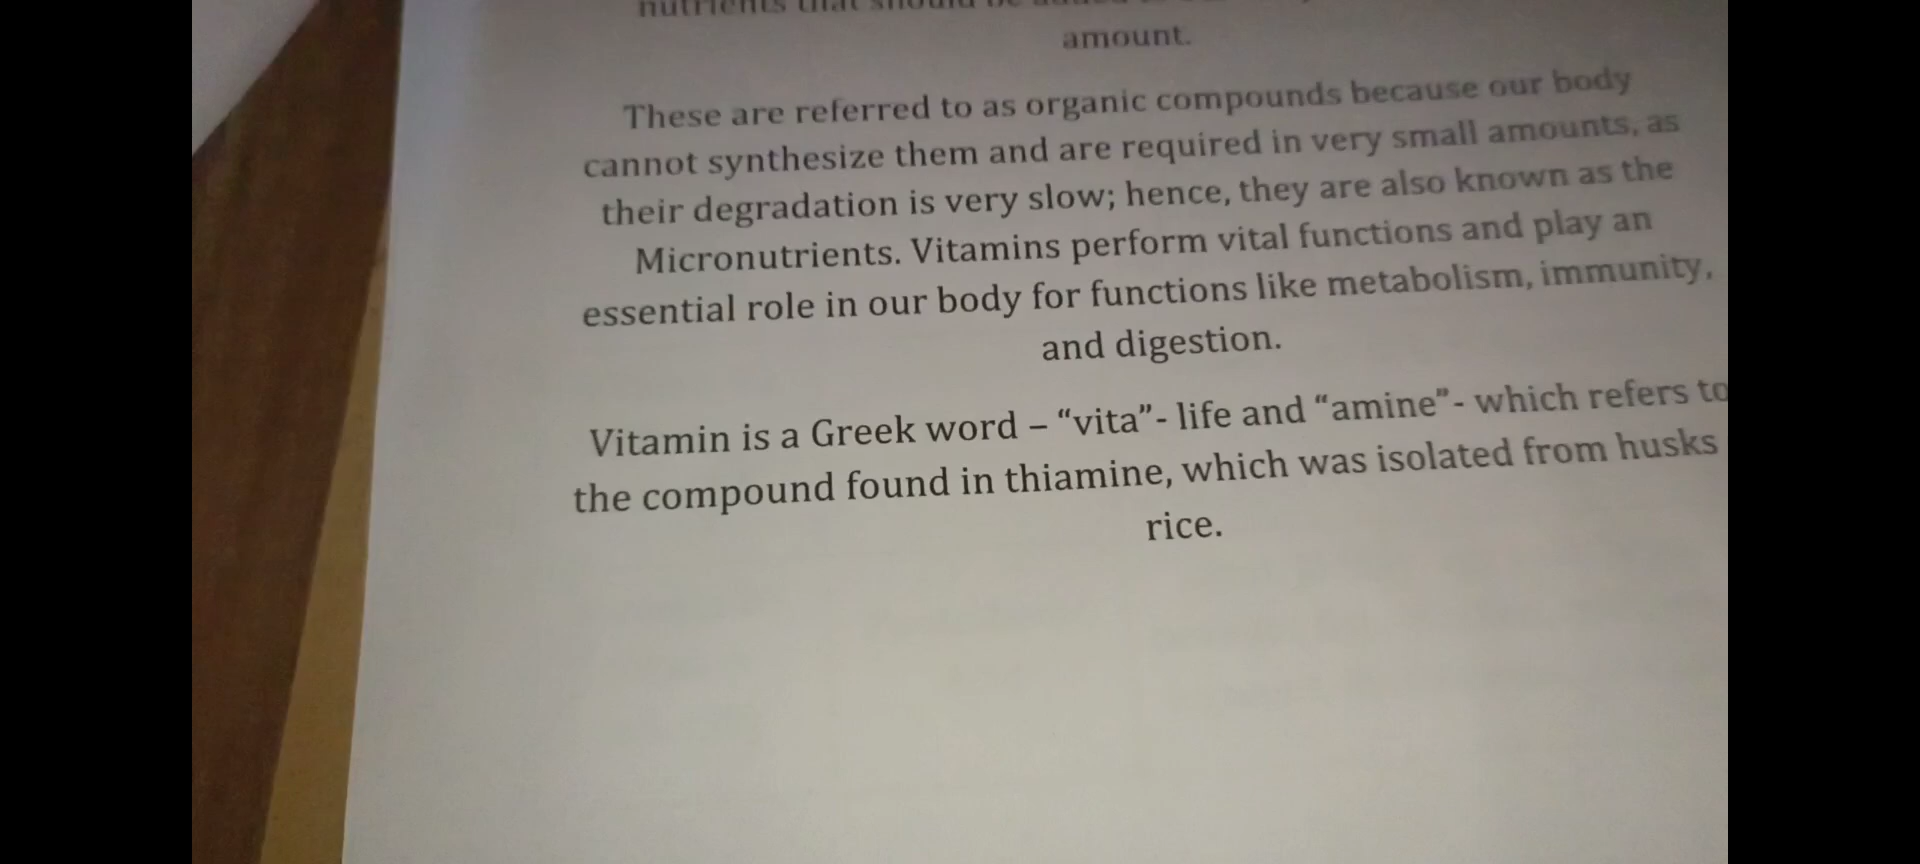 nutrients that should be
amount.
These are referred to as organic compounds because our body
cannot synthesize them and are required in very small amounts, as
their degradation is very slow; hence, they are also known as the
Micronutrients. Vitamins perform vital functions and play an
essential role in our body for functions like metabolism, immunity,
and digestion.
Vitamin is a Greek word – “vita”- life and “amine”- which refers to
the compound found in thiamine, which was isolated from husks
rice.